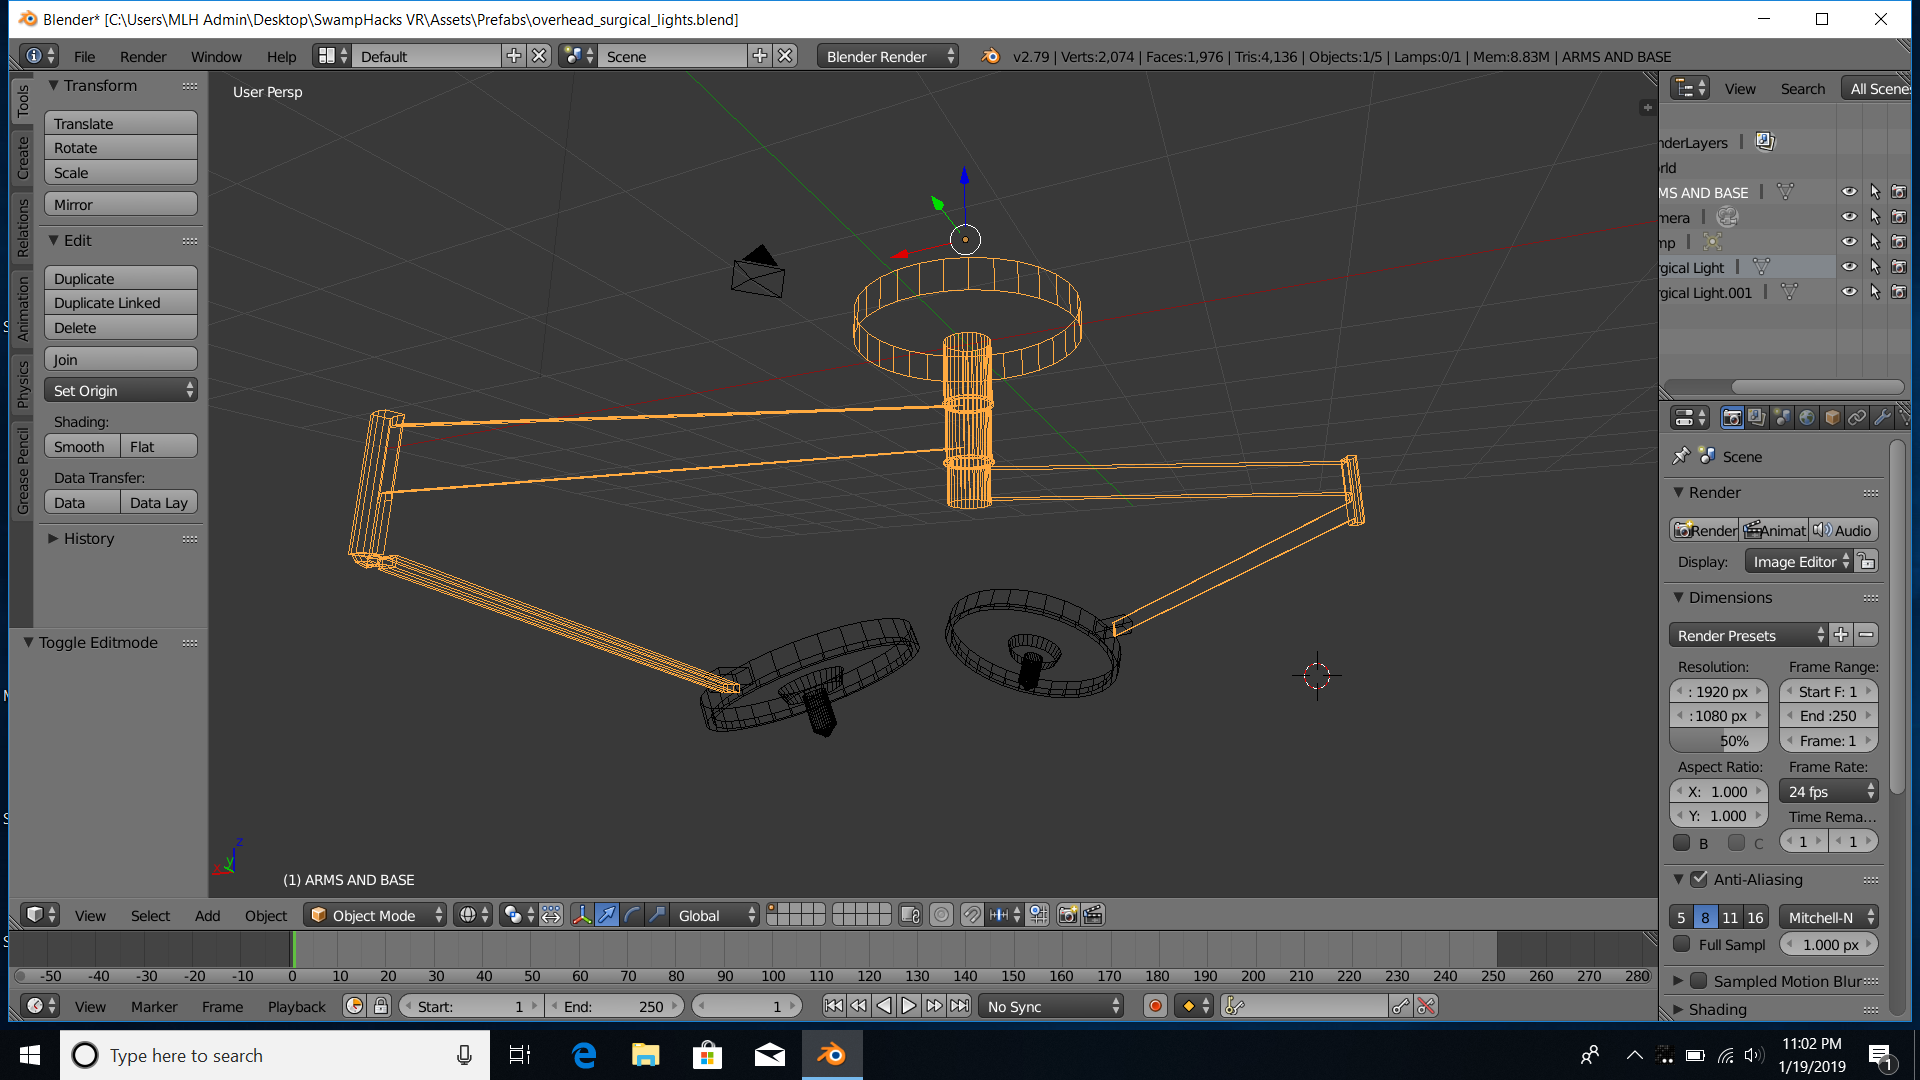 Blender* [C:\Users\MLH Admin\Desktop\SwampHacks VR\Assets\Prefabs\overhead_surgical_lights.blend]
File Render Window Help Default Scene Blender Render v2.79 | Verts:2,074 | Faces:1,976 | Tris:4,136 | Objects:1/5 | Lamps:0/1 | Mem:8.83M | ARMS AND BASE
Tools
Create
Relations
Animation
Physics
Grease Pencil
Transform
Translate
Rotate
Scale
Mirror
Edit
Duplicate
Duplicate Linked
Delete
Join
Set Origin
Shading:
Smooth Flat
Data Transfer:
Data Data Lay
History
Toggle Editmode
User Persp
z
y
x
(1) ARMS AND BASE
View Search All Scene
nderLayers
rld
MS AND BASE
mera
mp
rgical Light
rgical Light.001
Scene
Render
Render Animat Audio
Display: Image Editor
Dimensions
Render Presets
Resolution: Frame Range:
: 1920 px Start F: 1
: 1080 px End :250
50% Frame: 1
Aspect Ratio: Frame Rate:
X: 1.000 24 fps
Y: 1.000 Time Rema...
B C 1 1
Anti-Aliasing
5 8 11 16 Mitchell-N
Full Sampl 1.000 px
Sampled Motion Blur
Shading
View Select Add Object Object Mode Global
-50 -40 -30 -20 -10 0 10 20 30 40 50 60 70 80 90 100 110 120 130 140 150 160 170 180 190 200 210 220 230 240 250 260 270 280
View Marker Frame Playback Start: 1 End: 250 1 No Sync
Type here to search
11:02 PM
1/19/2019
1